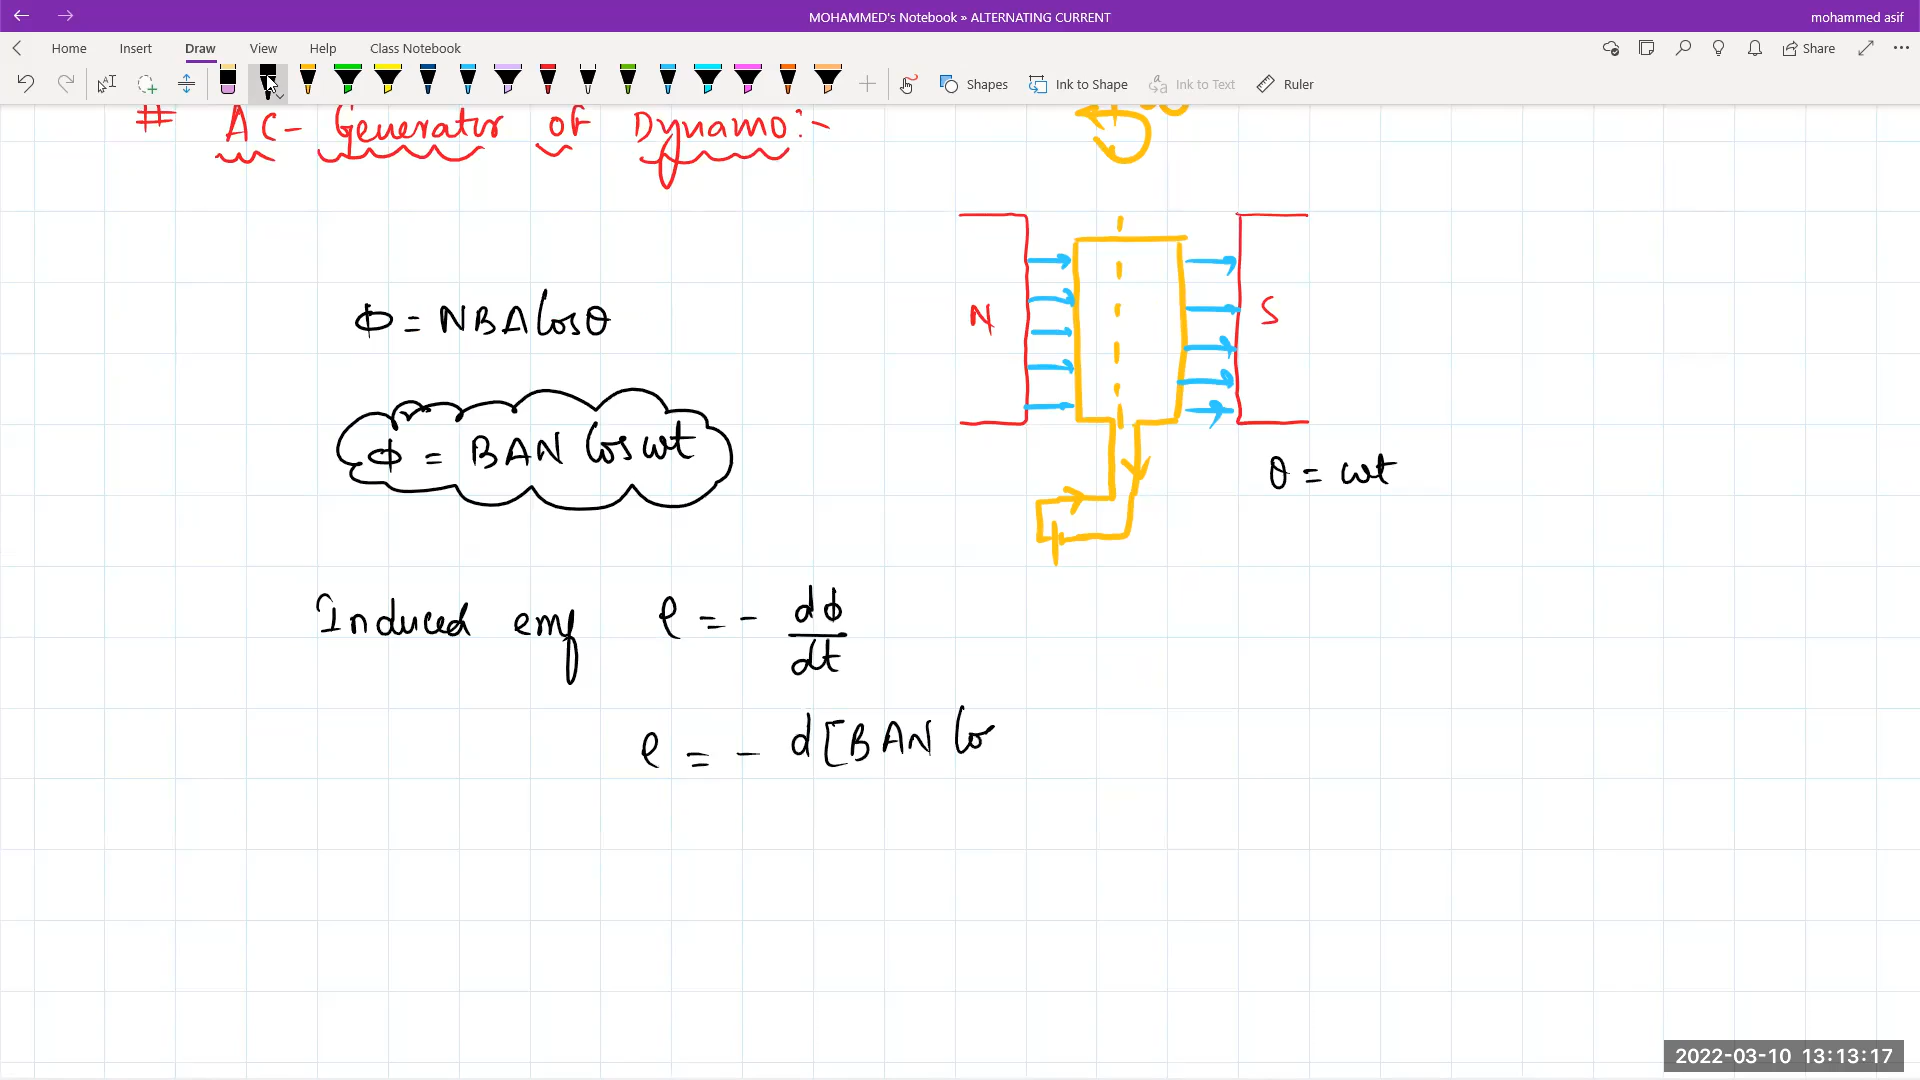 MOHAMMED's Notebook » ALTERNATING CURRENT
mohammed asif
Home Insert Draw View Help Class Notebook
Share
Shapes Ink to Shape Ink to Text Ruler
# AC- Generator of Dynamo:-
N S
ϕ = NBA Cosθ
ϕ = BAN Cos ωt
θ = ωt
Induced emf e = - dϕ/dt
e = - d[BAN Co
2022-03-10 13:13:17